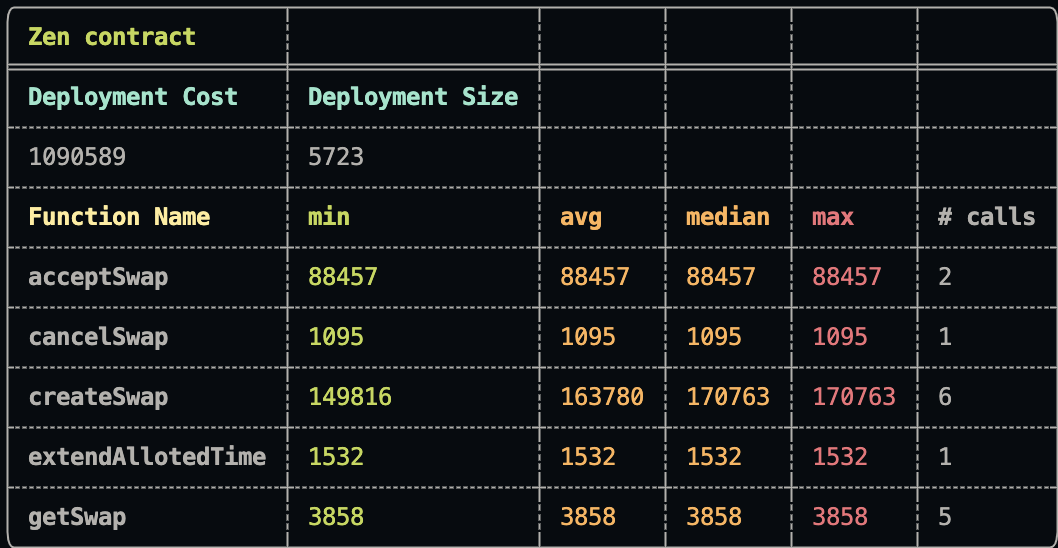 Zen contract
Deployment Cost Deployment Size
1090589 5723
Function Name min avg median max # calls
acceptSwap 88457 88457 88457 88457 2
cancelSwap 1095 1095 1095 1095 1
createSwap 149816 163780 170763 170763 6
extendAllotedTime 1532 1532 1532 1532 1
getSwap 3858 3858 3858 3858 5